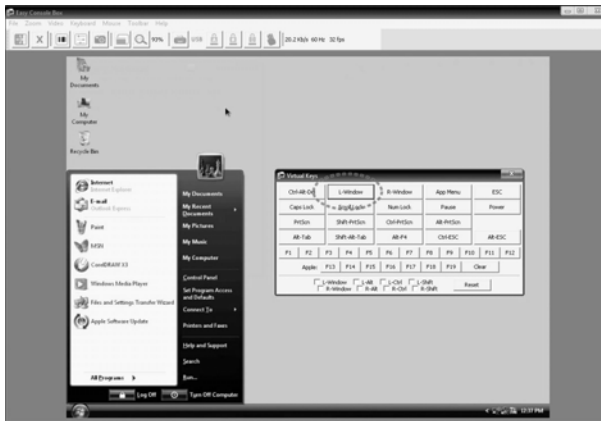 Easy Console Box
File Zoom Video Keyboard Mouse Toolbar Help
93% USB 20.2 Kb/s 60 Hz 32 fps
My
Documents
My
Computer
Recycle Bin
Internet
Internet Explorer
E-mail
Outlook Express
Paint
MSN
CorelDRAW X3
Windows Media Player
Files and Settings Transfer Wizard
Apple Software Update
All Programs
My Documents
My Recent
Documents
My Pictures
My Music
My Computer
Control Panel
Set Program Access
and Defaults
Connect To
Printers and Faxes
Help and Support
Search
Run...
Log Off Turn Off Computer
12:37 PM
Virtual Keys
Ctrl-Alt-Del L-Window R-Window App Menu ESC
Caps Lock Scroll Lock Num Lock Pause Power
PrtScn Shift-PrtScn Ctrl-PrtScn Alt-PrtScn
Alt-Tab Shift-Alt-Tab Alt-F4 Ctrl-ESC Alt-ESC
F1 F2 F3 F4 F5 F6 F7 F8 F9 F10 F11 F12
Apple: F13 F14 F15 F16 F17 F18 F19 Clear
L-Window L-Alt L-Ctrl L-Shift
R-Window R-Alt R-Ctrl R-Shift
Reset